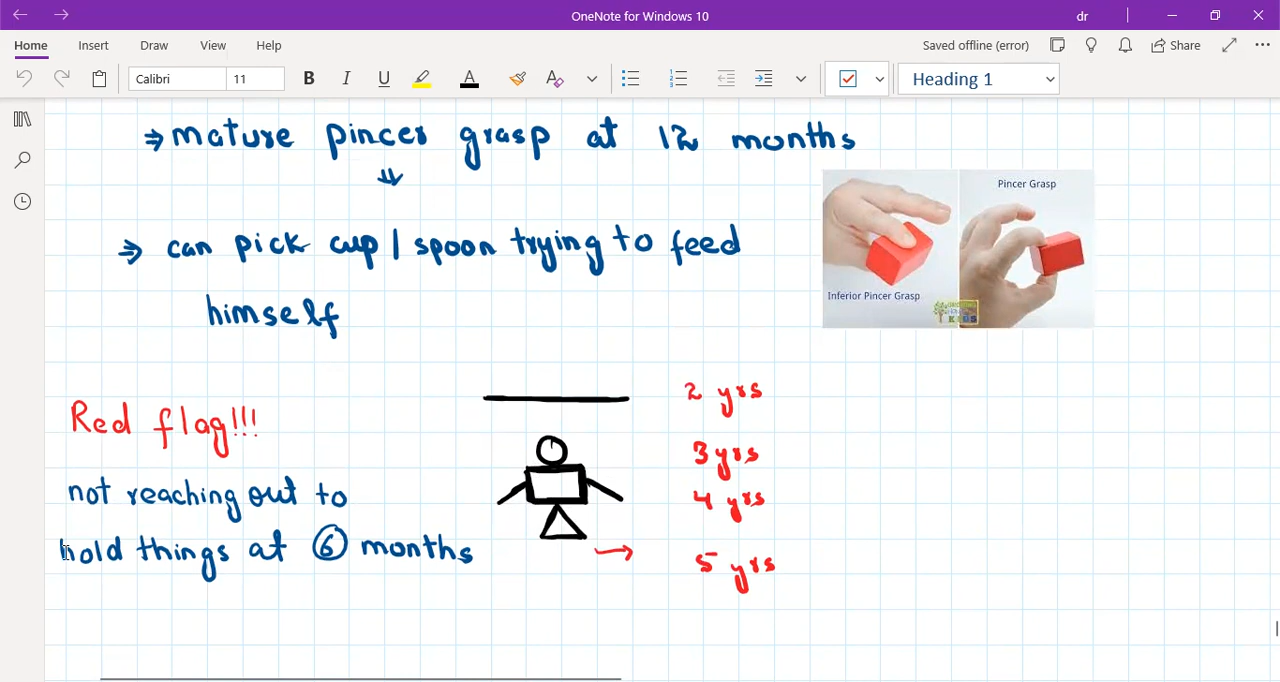 OneNote for Windows 10
dr
Home Insert Draw View Help
Saved offline (error)
Share
Calibri 11 B I U A Heading 1
⇒ mature pincer grasp at 12 months
⇒ can pick cup / spoon trying to feed
himself
Pincer Grasp
Inferior Pincer Grasp
Red flag!!!
not reaching out to
hold things at 6 months
2 yrs
3 yrs
4 yrs
5 yrs